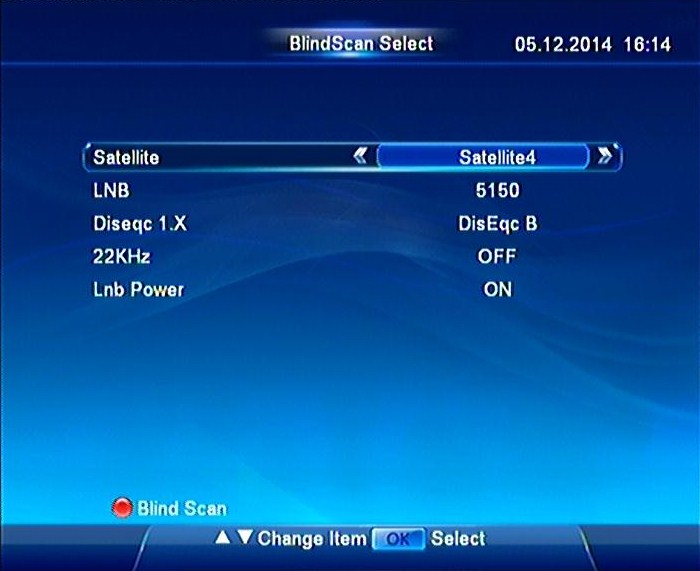 BlindScan Select 05.12.2014 16:14
Satellite Satellite4
LNB 5150
Diseqc 1.X DisEqc B
22KHz OFF
Lnb Power ON
Blind Scan
Change Item OK Select